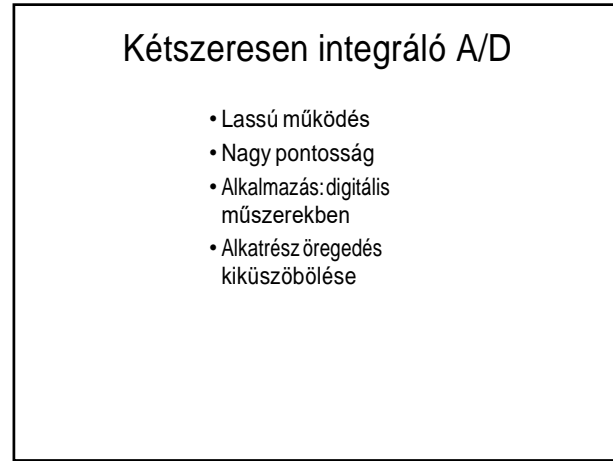 Kétszeresen integráló A/D
• Lassú működés
• Nagy pontosság
• Alkalmazás: digitális
műszerekben
• Alkatrész öregedés
kiküszöbölése